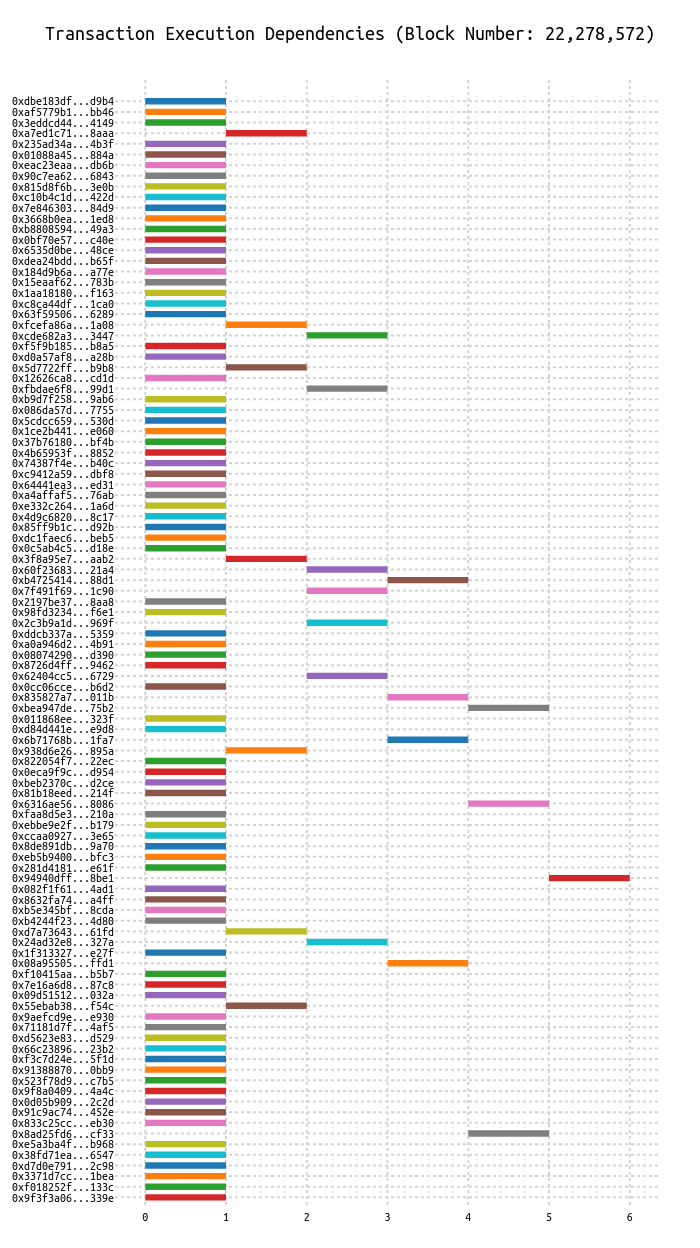 Transaction Execution Dependencies (Block Number: 22,278,572)
0xdbe183df...d9b4
0xaf5779b1...bb46
0x3eddcd44...4149
0xa7ed1c71...8aaa
0x235ad34a...4b3f
0x01088a45...884a
0xeac23eaa...db6b
0x90c7ea62...6843
0x815d8f6b...3e0b
0xc10b4c1d...422d
0x7e846303...84d9
0x3668b0ea...1ed8
0xb8808594...49a3
0x0bf70e57...c40e
0x6535d0be...48ce
0xdea24bdd...b65f
0x184d9b6a...a77e
0x15eaaf62...783b
0x1aa18180...f163
0xc8ca44df...1ca0
0x63f59506...6289
0xfcefa86a...1a08
0xcde682a3...3447
0xf5f9b185...b8a5
0xd0a57af8...a28b
0x5d7722ff...b9b8
0x12626ca8...cd1d
0xfbdae6f8...99d1
0xb9d7f258...9ab6
0x086da57d...7755
0x5cdcc659...530d
0x1ce2b441...e060
0x37b76180...bf4b
0x4b65953f...8852
0x74387f4e...b40c
0xc9412a59...dbf8
0x64441ea3...ed31
0xa4affaf5...76ab
0xe332c264...1a6d
0x4d9c6820...8c17
0x85ff9b1c...d92b
0xdc1faec6...beb5
0x0c5ab4c5...d18e
0x3f8a95e7...aab2
0x60f23683...21a4
0xb4725414...88d1
0x7f491f69...1c90
0x2197be37...8aa8
0x98fd3234...f6e1
0x2c3b9a1d...969f
0xddcb337a...5359
0xa0a946d2...4b91
0x08074290...d390
0x8726d4ff...9462
0x62404cc5...6729
0x0cc06cce...b6d2
0x835827a7...011b
0xbea947de...75b2
0x011868ee...323f
0xd84d441e...e9d8
0x6b71768b...1fa7
0x938d6e26...895a
0x822054f7...22ec
0x0eca9f9c...d954
0xbeb2370c...d2ce
0x81b18eed...214f
0x6316ae56...8086
0xfaa8d5e3...210a
0xebbe9e2f...b179
0xccaa0927...3e65
0x8de891db...9a70
0xeb5b9400...bfc3
0x281d4181...e61f
0x94940dff...8be1
0x082f1f61...4ad1
0x8632fa74...a4ff
0xb5e345bf...8cda
0xb4244f23...4d80
0xd7a73643...61fd
0x24ad32e8...327a
0x1f313327...e27f
0x08a95505...ffd1
0xf10415aa...b5b7
0x7e16a6d8...87c8
0x09d51512...032a
0x55ebab38...f54c
0x9aefcd9e...e930
0x71181d7f...4af5
0xd5623e83...d529
0x66c23896...23b2
0xf3c7d24e...5f1d
0x91388870...0bb9
0x523f78d9...c7b5
0x9f8a0409...4a4c
0x0d05b909...2c2d
0x91c9ac74...452e
0x833c25cc...eb30
0x8ad25fd6...cf33
0xe5a3ba4f...b968
0x38fd71ea...6547
0xd7d0e791...2c98
0x3371d7cc...1bea
0xf018252f...133c
0x9f3f3a06...339e
0 1 2 3 4 5 6